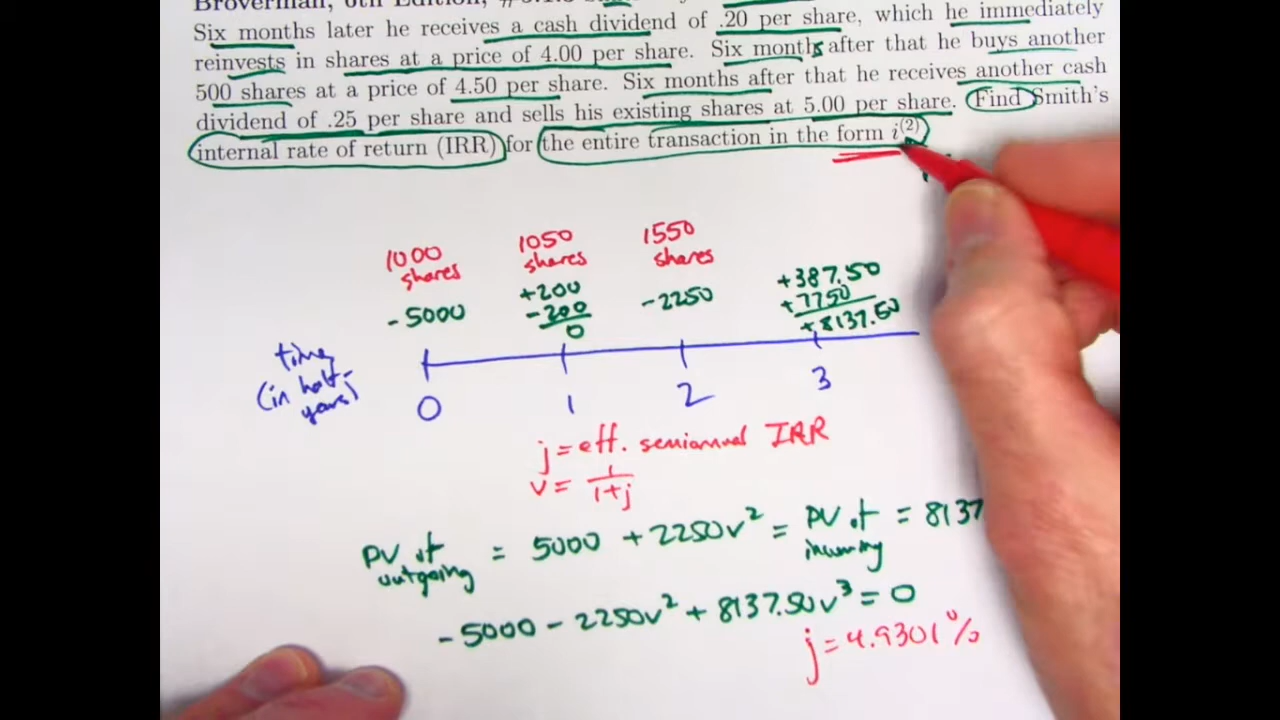 Broverman, 6th Edition,
Six months later he receives a cash dividend of .20 per share, which he immediately
reinvests in shares at a price of 4.00 per share. Six months after that he buys another
500 shares at a price of 4.50 per share. Six months after that he receives another cash
dividend of .25 per share and sells his existing shares at 5.00 per share. Find Smith's
internal rate of return (IRR) for the entire transaction in the form i(2)
1000 shares
1050 shares
1550 shares
-5000
+200
-200
0
-2250
+387.50
+7750
+8137.50
time
(in half-
years)
0 1 2 3
j = eff. semiannual IRR
v = 1/1+j
PV of outgoing = 5000 + 2250v² = PV of incoming = 8137
-5000 - 2250v² + 8137.50v³ = 0
j = 4.9301%